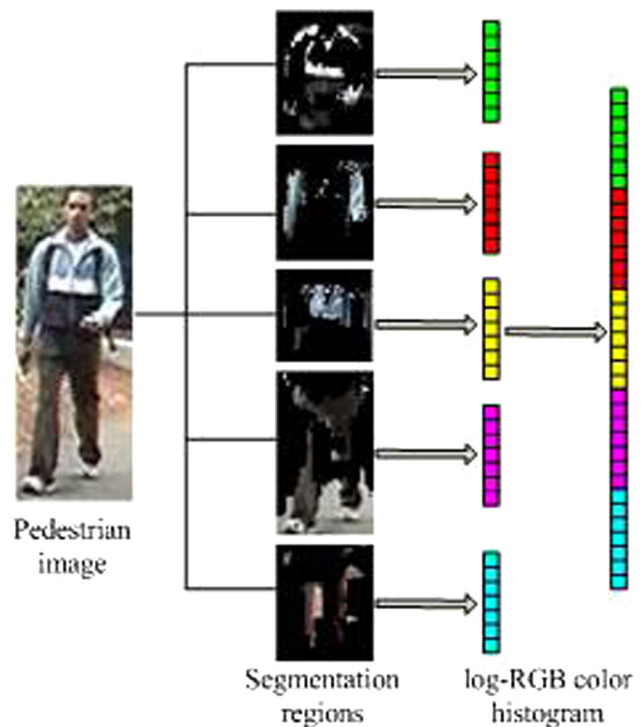 Pedestrian
image
Segmentation
regions
log-RGB color
histogram